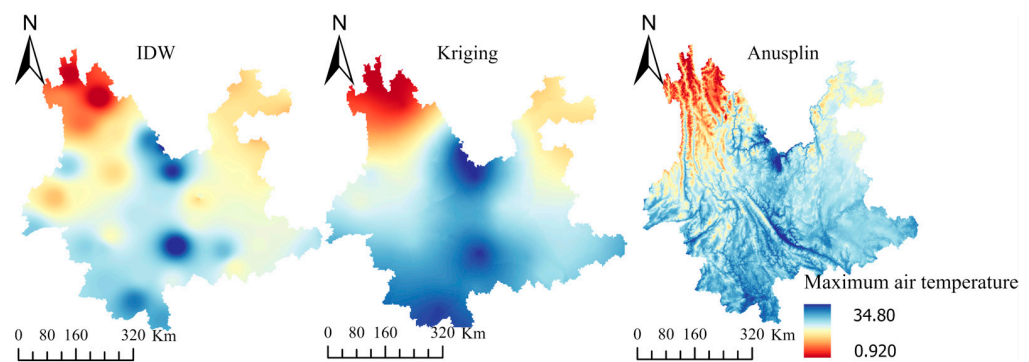 N
IDW
N
Kriging
N
Anusplin
Maximum air temperature
34.80
0.920
0 80 160 320 Km
0 80 160 320 Km
0 80 160 320 Km